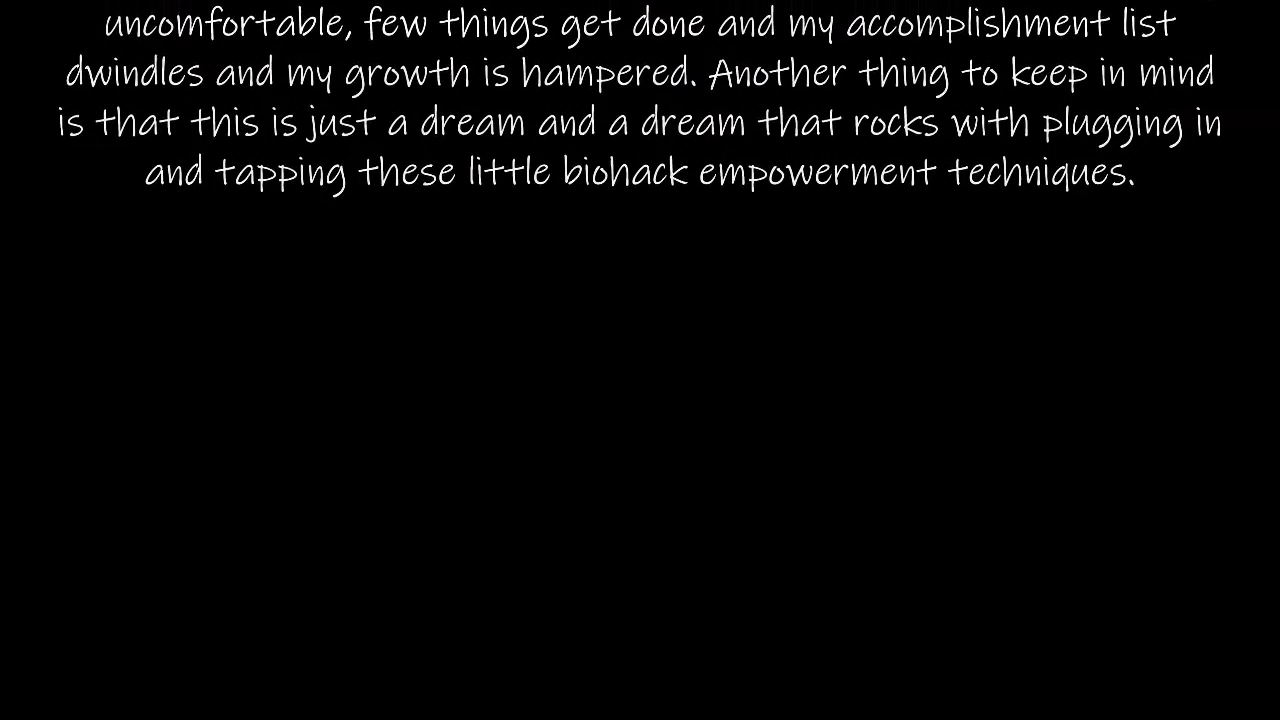 uncomfortable, few things get done and my accomplishment list
dwindles and my growth is hampered. Another thing to keep in mind
is that this is just a dream and a dream that rocks with plugging in
and tapping these little biohack empowerment techniques.